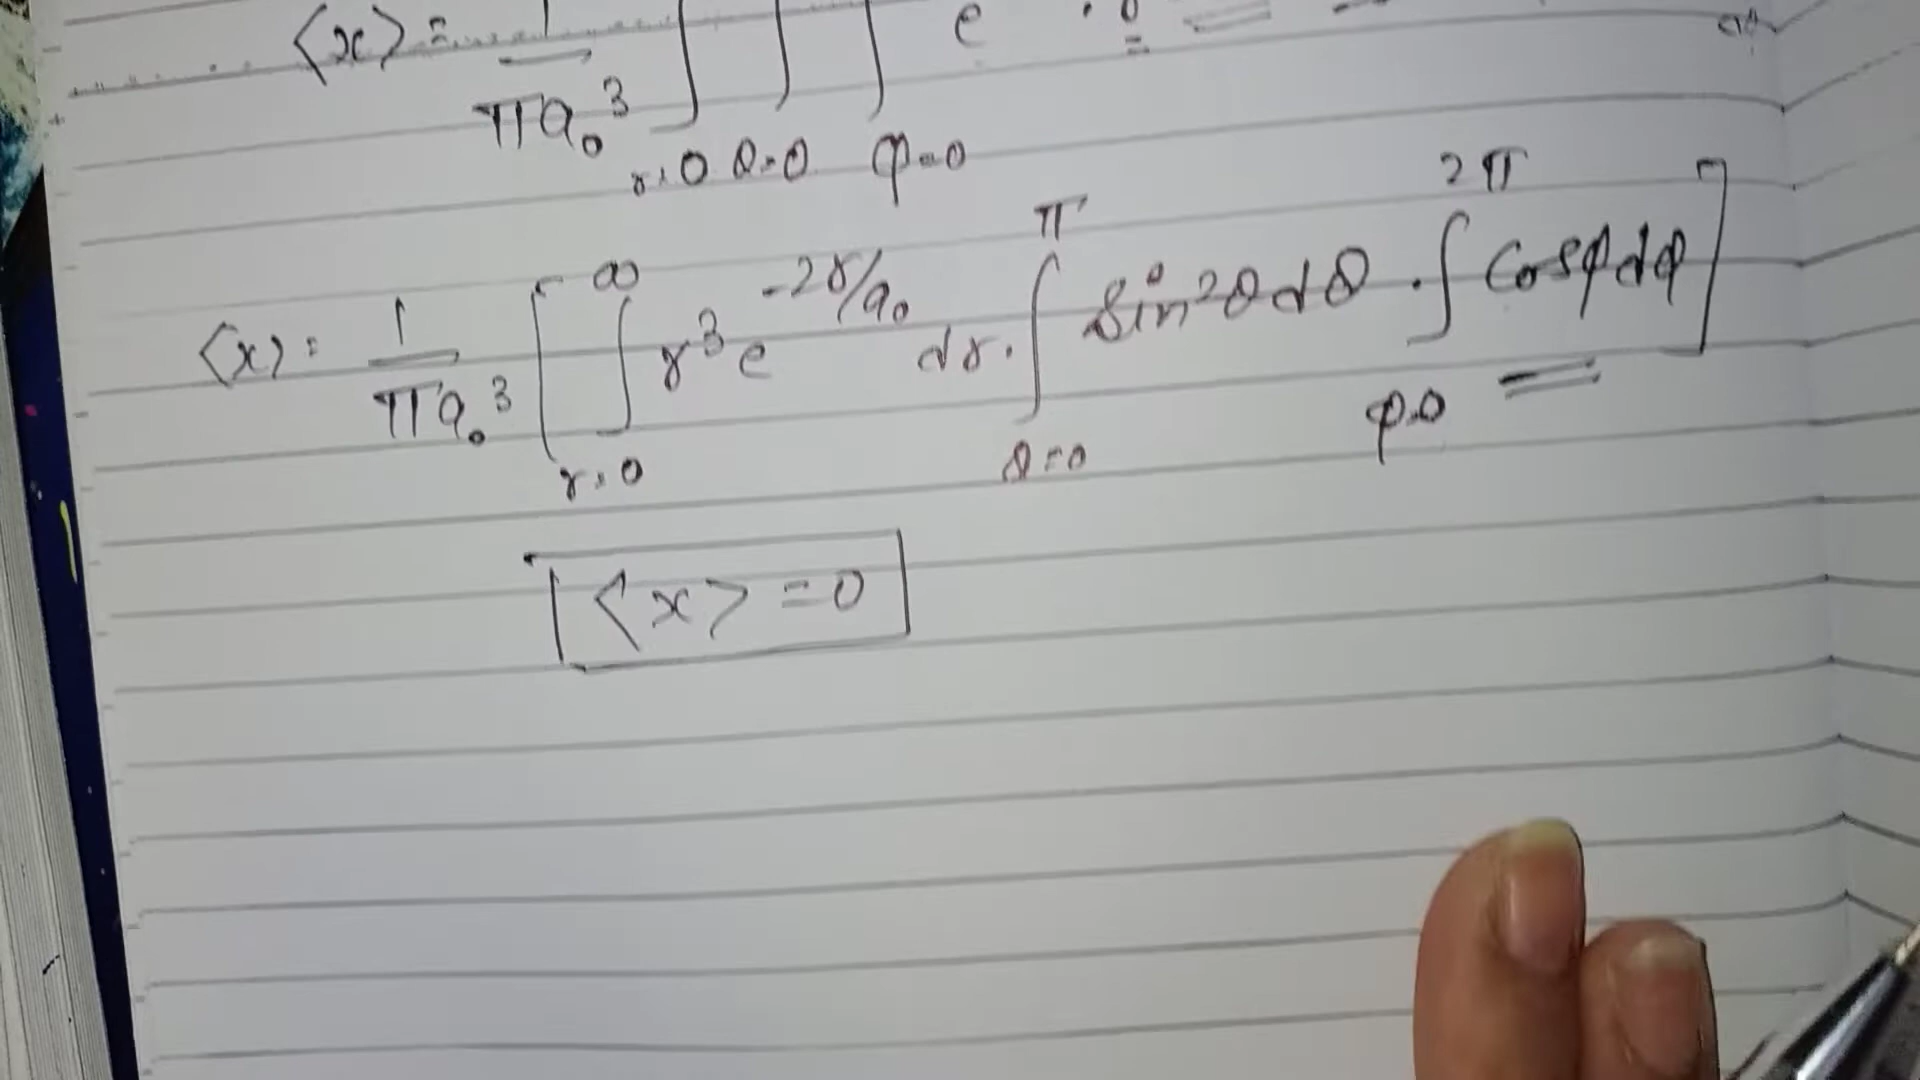 ⟨x⟩ = 1/πa₀³ ∫r=0 ∫θ=0 ∫φ=0 e
⟨x⟩ = 1/πa₀³ [ ∫r=0^∞ r³ e^-2r/a₀ dr . ∫θ=0^π Sin²θ dθ . ∫φ=0^2π Cosφ dφ ]
⟨x⟩ = 0